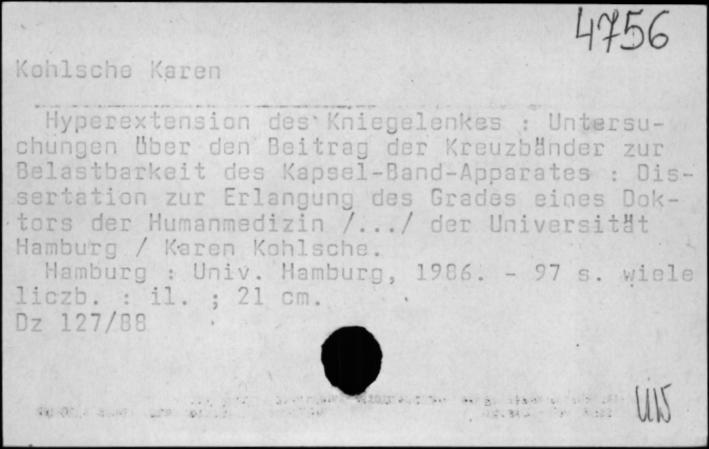 4756
Kohlsche Karen
Hyperextension des Kniegelenkes : Untersu-
chungen über den Beitrag der Kreuzbänder zur
Belastbarkeit des Kapsel-Band-Apparates : Dis-
sertation zur Erlangung des Grades eines Dok-
tors der Humanmedizin /.../ der Universität
Hamburg / Karen Kohlsche.
Hamburg : Univ. Hamburg, 1986. - 97 s. wiele
liczb. : il. ; 21 cm.
Dz 127/88